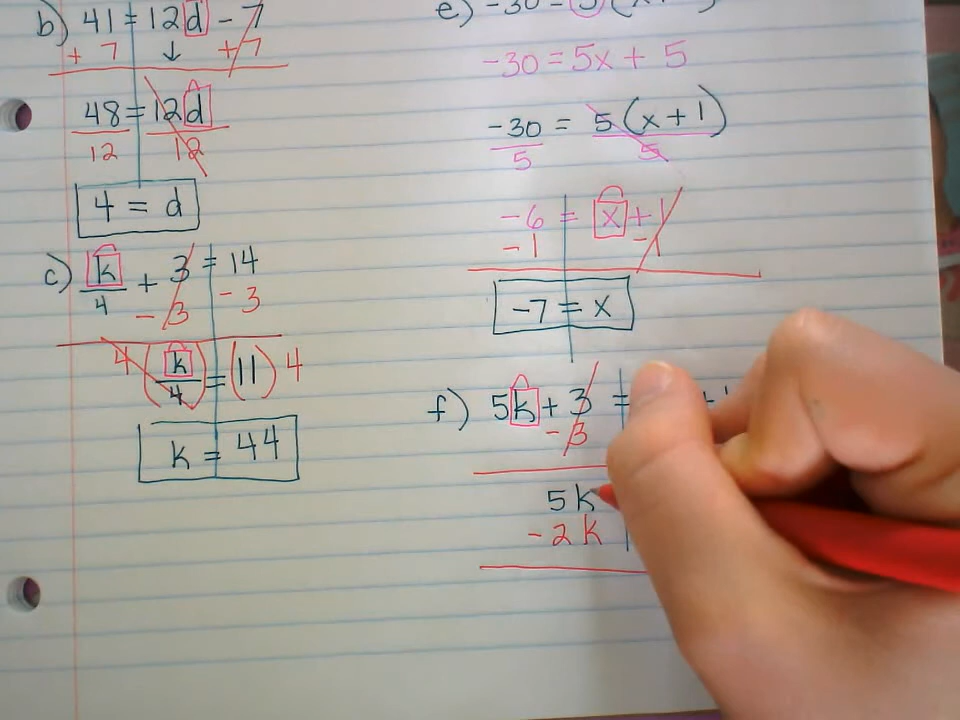 b) 41 = 12d - 7
+ 7 ↓ + 7
48 = 12d
12 12
4 = d
c) k/4 + 3 = 14
- 3 - 3
4 (k/4) = (11) 4
k = 44
e) -30 = 5(x
-30 = 5x + 5
-30 = 5(x + 1)
5 5
-6 = x + 1
-1 -1
-7 = x
f) 5k + 3 =
- 3
5k
- 2k